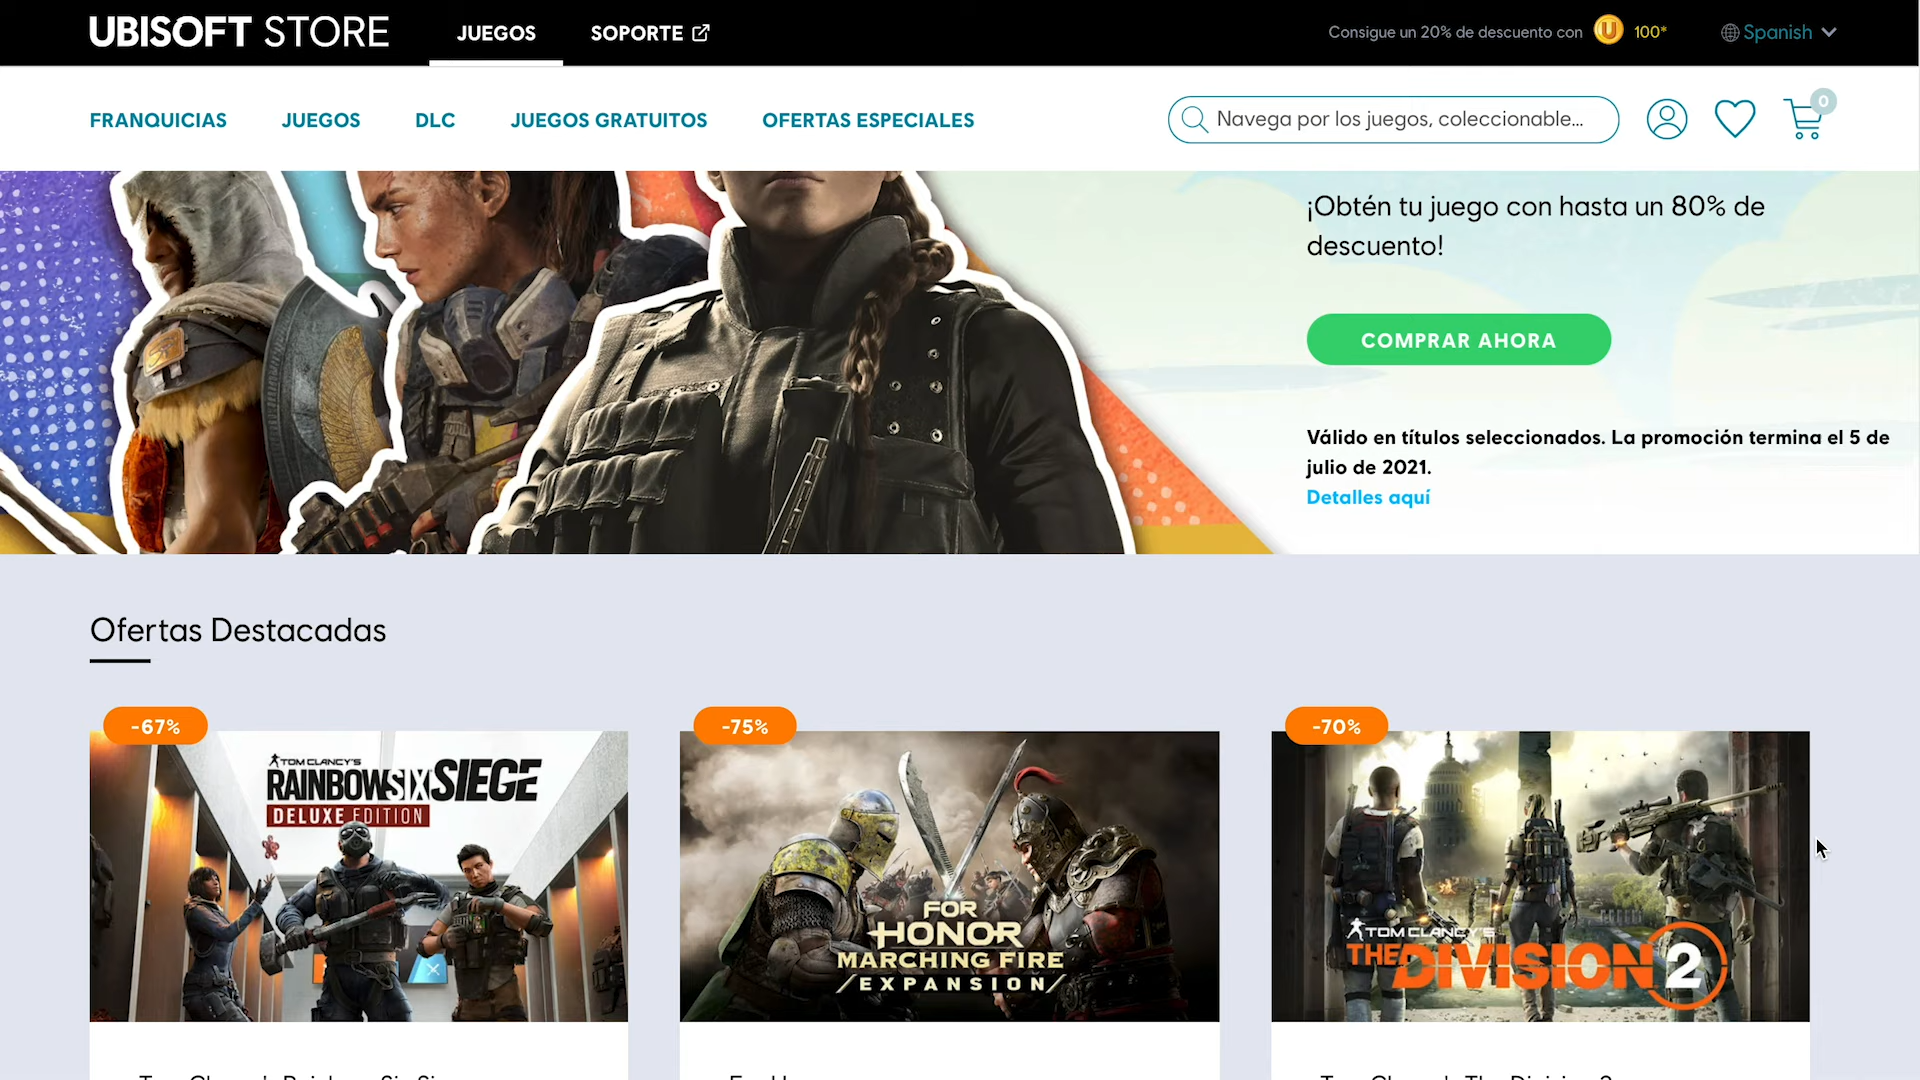 UBISOFT STORE
JUEGOS
SOPORTE
Consigue un 20% de descuento con
100*
Spanish
FRANQUICIAS
JUEGOS
DLC
JUEGOS GRATUITOS
OFERTAS ESPECIALES
Navega por los juegos, coleccionable...
0
¡Obtén tu juego con hasta un 80% de
descuento!
COMPRAR AHORA
Válido en títulos seleccionados. La promoción termina el 5 de
julio de 2021.
Detalles aquí
Ofertas Destacadas
-67%
-75%
-70%
TOM CLANCY'S
RAINBOW SIX SIEGE
DELUXE EDITION
FOR
HONOR
MARCHING FIRE
EXPANSION
TOM CLANCY'S
THE DIVISION 2